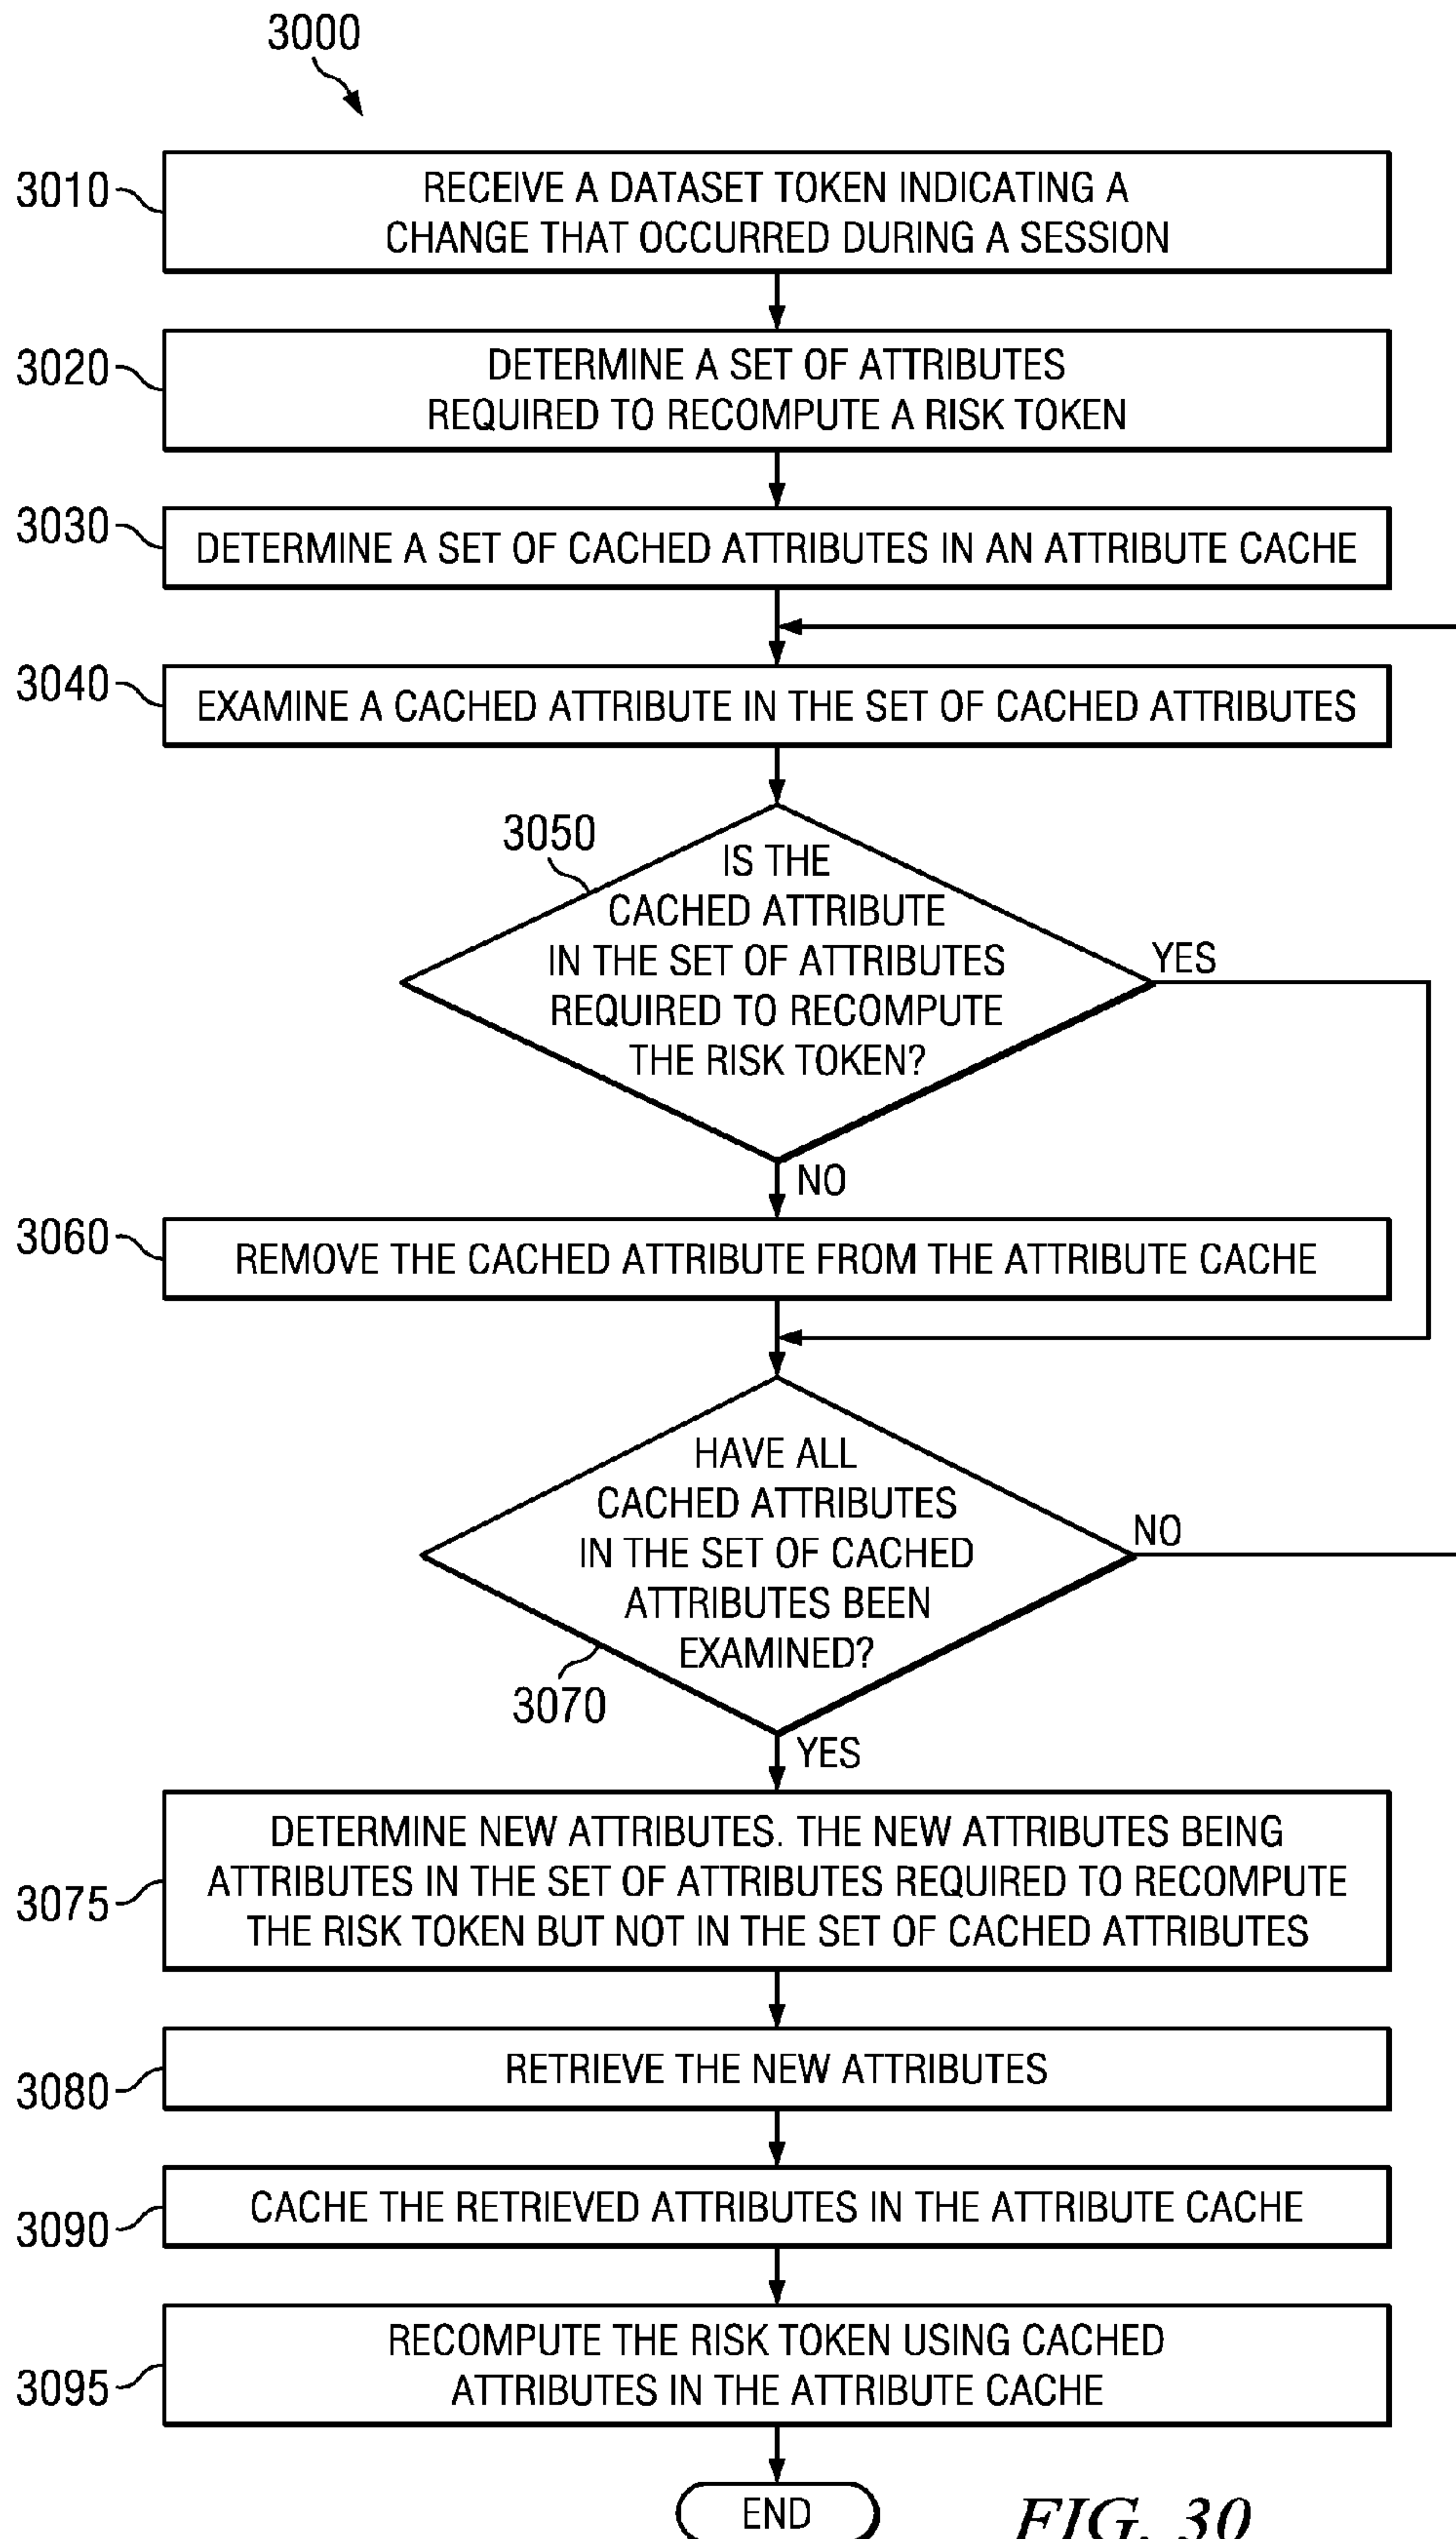 3000
3010
RECEIVE A DATASET TOKEN INDICATING A
CHANGE THAT OCCURRED DURING A SESSION
3020
DETERMINE A SET OF ATTRIBUTES
REQUIRED TO RECOMPUTE A RISK TOKEN
3030
DETERMINE A SET OF CACHED ATTRIBUTES IN AN ATTRIBUTE CACHE
3040
EXAMINE A CACHED ATTRIBUTE IN THE SET OF CACHED ATTRIBUTES
3050
IS THE
CACHED ATTRIBUTE
IN THE SET OF ATTRIBUTES
REQUIRED TO RECOMPUTE
THE RISK TOKEN?
YES
NO
3060
REMOVE THE CACHED ATTRIBUTE FROM THE ATTRIBUTE CACHE
HAVE ALL
CACHED ATTRIBUTES
IN THE SET OF CACHED
ATTRIBUTES BEEN
EXAMINED?
NO
3070
YES
3075
DETERMINE NEW ATTRIBUTES. THE NEW ATTRIBUTES BEING
ATTRIBUTES IN THE SET OF ATTRIBUTES REQUIRED TO RECOMPUTE
THE RISK TOKEN BUT NOT IN THE SET OF CACHED ATTRIBUTES
3080
RETRIEVE THE NEW ATTRIBUTES
3090
CACHE THE RETRIEVED ATTRIBUTES IN THE ATTRIBUTE CACHE
3095
RECOMPUTE THE RISK TOKEN USING CACHED
ATTRIBUTES IN THE ATTRIBUTE CACHE
END
FIG. 30